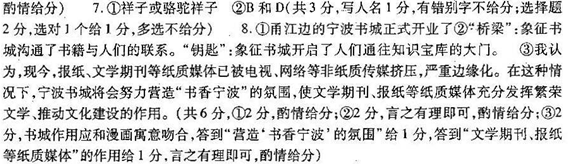 酌情给分) 7.①祥子或骆驼祥子 ②B 和 D(共 3 分,写人名 1 分,有错别字不给分;选择题
2 分,选对 1 个给 1 分,多选不给分) 8.①甬江边的宁波书城正式开业了②“桥梁”:象征书
城沟通了书籍与人们的联系。“钥匙”:象征书城开启了人们通往知识宝库的大门。 ③我认
为,现今,报纸、文学期刊等纸质媒体已被电视、网络等非纸质传媒挤压,严重边缘化。在这种情
况下,宁波书城将会努力营造“书香宁波”的氛围,使文学期刊、报纸等纸质媒体充分发挥繁荣
文学、推动文化建设的作用。(共 6 分,①2 分,酌情给分;②2 分,言之有理即可,酌情给分;③2
分,书城作用应和漫画寓意吻合,答到“营造‘书香宁波’的氛围”给 1 分,答到“文学期刊、报纸
等纸质媒体”的作用给 1 分,言之有理即可,酌情给分)